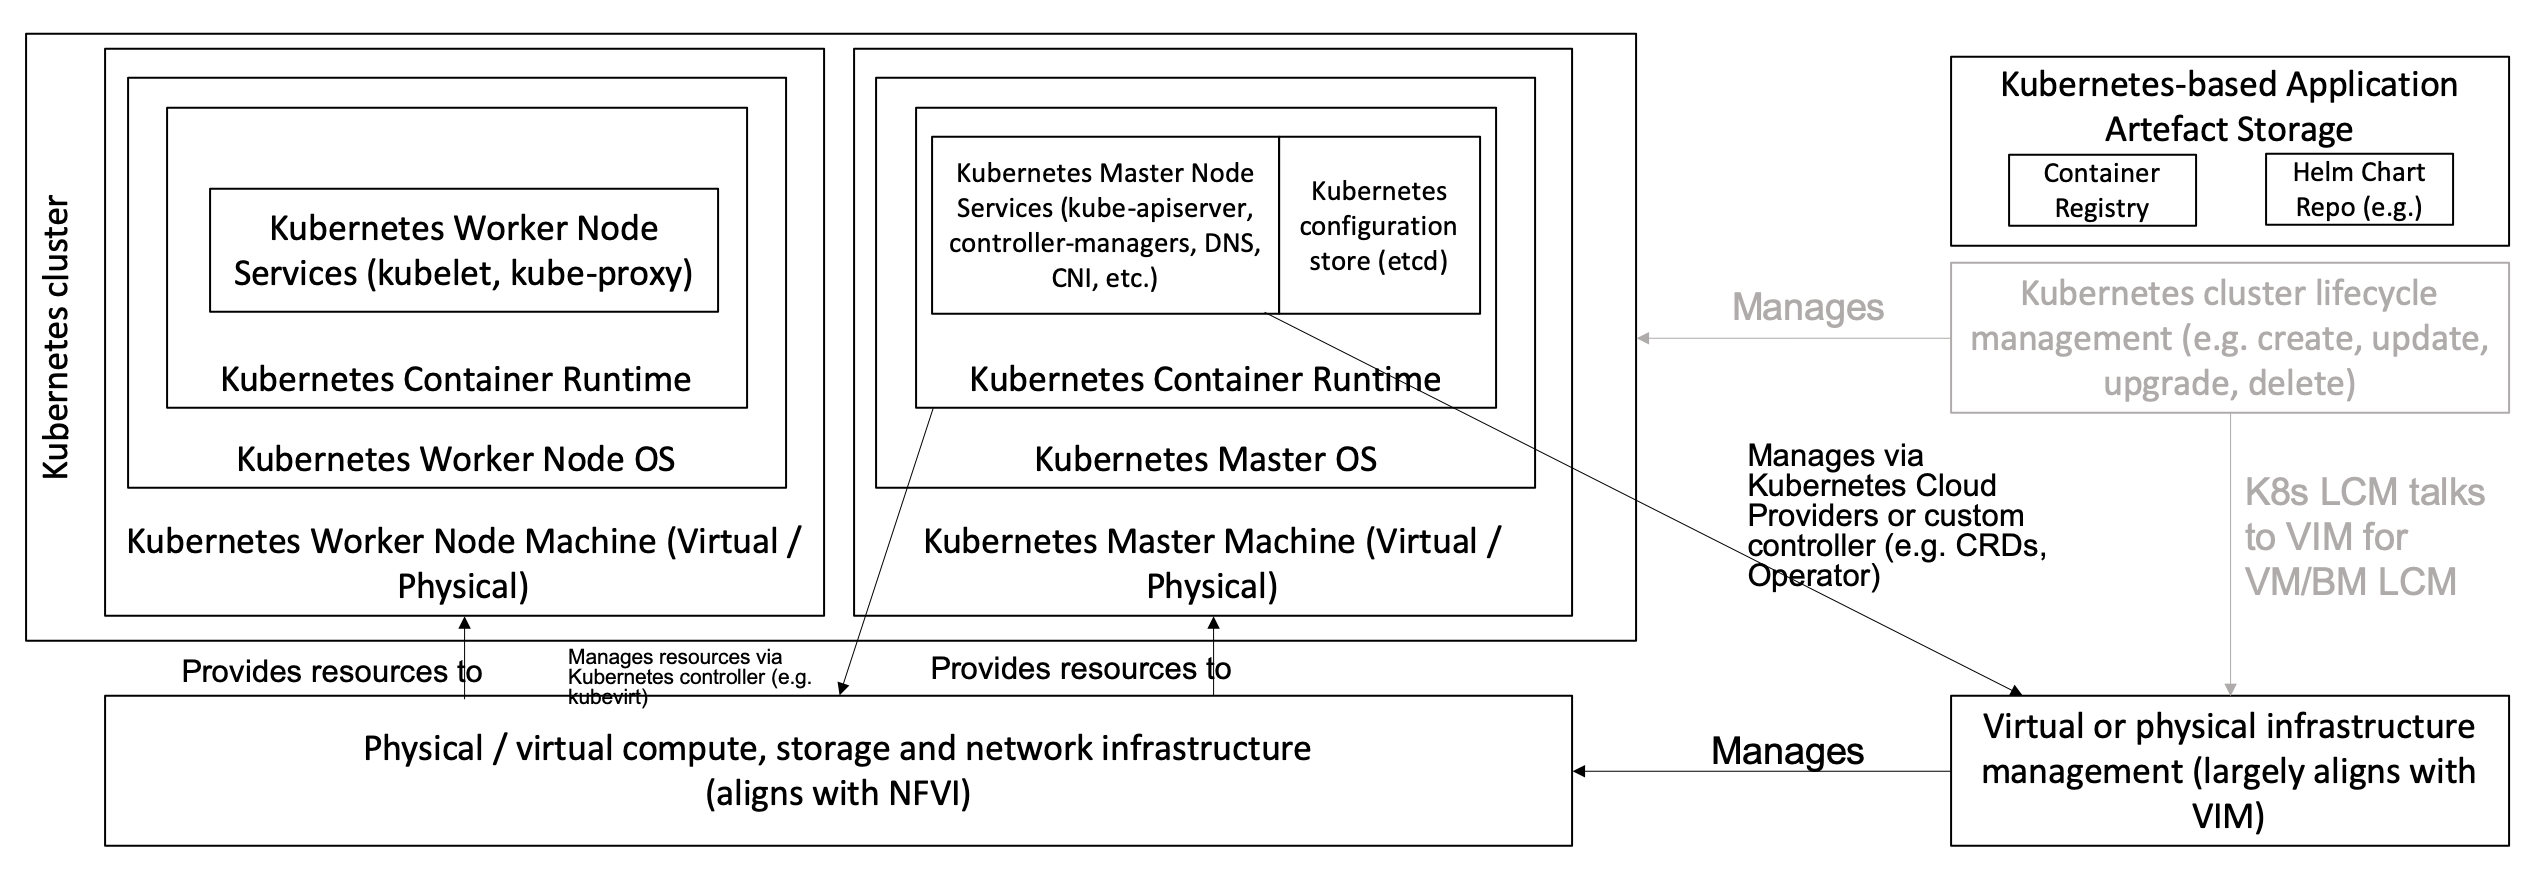 Kubernetes cluster
Kubernetes Worker Node
Services (kubelet, kube-proxy)
Kubernetes Container Runtime
Kubernetes Worker Node OS
Kubernetes Worker Node Machine (Virtual /
Physical)
Kubernetes Master Node
Services (kube-apiserver,
controller-managers, DNS,
CNI, etc.)
Kubernetes
configuration
store (etcd)
Kubernetes Container Runtime
Kubernetes Master OS
Kubernetes Master Machine (Virtual /
Physical)
Kubernetes-based Application
Artefact Storage
Container
Registry
Helm Chart
Repo (e.g.)
Manages
Kubernetes cluster lifecycle
management (e.g. create, update,
upgrade, delete)
Manages via
Kubernetes Cloud
Providers or custom
controller (e.g. CRDs,
Operator)
K8s LCM talks
to VIM for
VM/BM LCM
Provides resources to
Manages resources via
Kubernetes controller (e.g.
kubevirt)
Provides resources to
Physical / virtual compute, storage and network infrastructure
(aligns with NFVI)
Manages
Virtual or physical infrastructure
management (largely aligns with
VIM)